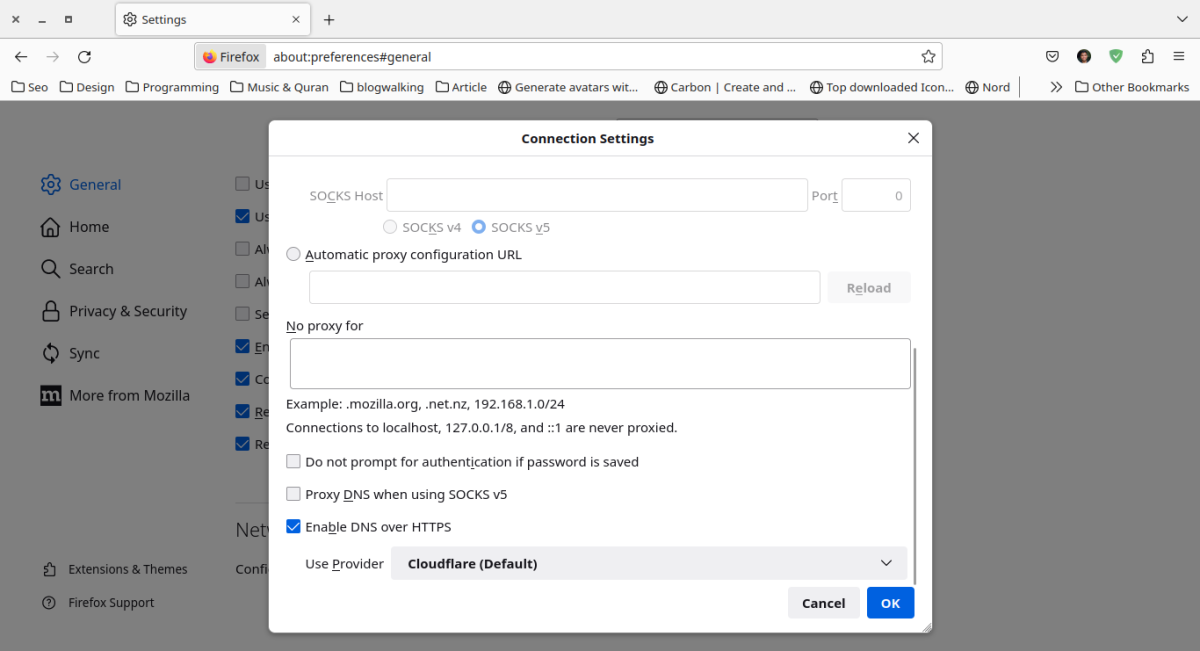 Settings
Firefox about:preferences#general
Seo Design Programming Music & Quran blogwalking Article Generate avatars wit... Carbon | Create and ... Top downloaded Icon... Nord Other Bookmarks
Connection Settings
General
Home
Search
Privacy & Security
Sync
More from Mozilla
Extensions & Themes
Firefox Support
Us
Us
Al
Se
En
Co
Re
Re
Net
Confi
SOCKS Host Port 0
SOCKS v4 SOCKS v5
Automatic proxy configuration URL
Reload
No proxy for
Example: .mozilla.org, .net.nz, 192.168.1.0/24
Connections to localhost, 127.0.0.1/8, and ::1 are never proxied.
Do not prompt for authentication if password is saved
Proxy DNS when using SOCKS v5
Enable DNS over HTTPS
Use Provider Cloudflare (Default)
Cancel OK